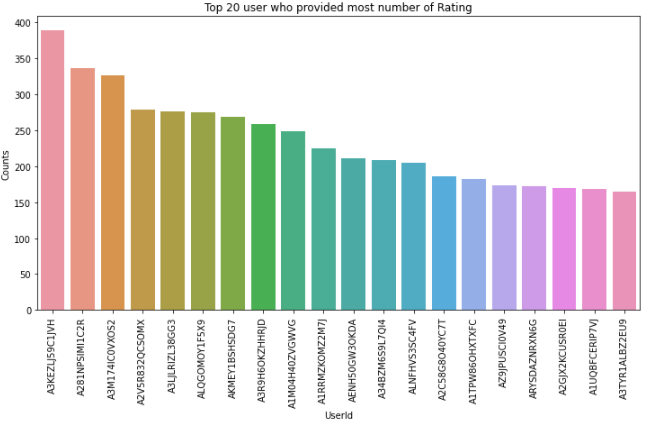 Top 20 user who provided most number of Rating
400
350
300
250
200
150
100
50
0
Counts
A3KEZLJ59C1JVH
A281NPSIMI1C2R
A3M174IC0VXOS2
A2V5R832QCSOMX
A3LJLRIZL38GG3
ALQGOMOY1F5X9
AKMEY1BSHSDG7
A3R9H6OKZHHRJD
A1M04H40ZVGWVG
A1RRMZKOMZ2M7J
AENH50GW3OKDA
A34BZM6S9L7QI4
ALNFHVS3SC4FV
A2C58G8O40YC7T
A1TPW86OHXTXFC
AZ9JPUSCI0V49
ARYSDAZNRXN6G
A2GJX2KCUSR0EI
A1UQBFCERIP7VJ
A3TYR1ALBZ2EU9
UserId